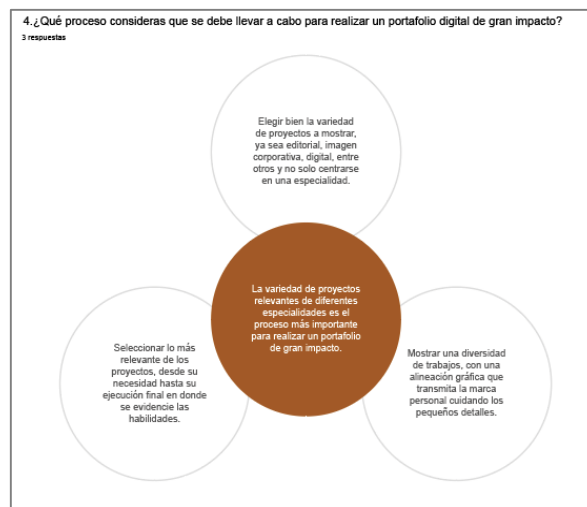 4.¿Qué proceso consideras que se debe llevar a cabo para realizar un portafolio digital de gran impacto?
3 respuestas
Elegir bien la variedad
de proyectos a mostrar,
ya sea editorial, imagen
corporativa, digital, entre
otros y no solo centrarse
en una especialidad.
La variedad de proyectos
relevantes de diferentes
especialidades es el
proceso más importante
para realizar un portafolio
de gran impacto.
Seleccionar lo más
relevante de los
proyectos, desde su
necesidad hasta su
ejecución final en donde
se evidencie las
habilidades.
Mostrar una diversidad
de trabajos, con una
alineación gráfica que
transmita la marca
personal cuidando los
pequeños detalles.